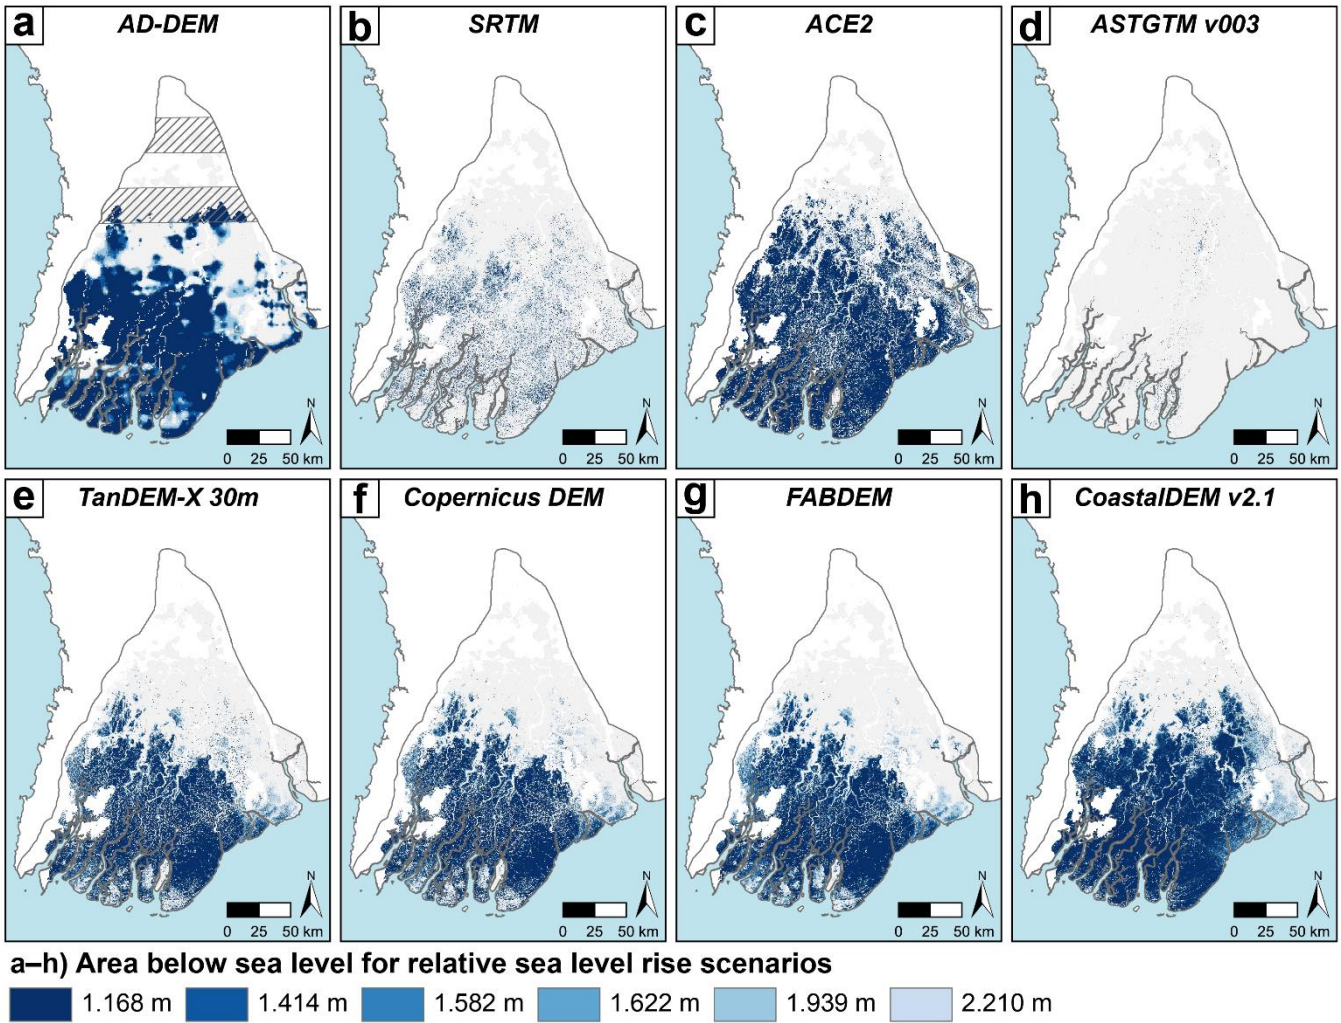 a AD-DEM
b SRTM
c ACE2
d ASTGTM v003
N
0 25 50 km
N
0 25 50 km
N
0 25 50 km
N
0 25 50 km
e TanDEM-X 30m
f Copernicus DEM
g FABDEM
h CoastalDEM v2.1
N
0 25 50 km
N
0 25 50 km
N
0 25 50 km
N
0 25 50 km
a–h) Area below sea level for relative sea level rise scenarios
1.168 m 1.414 m 1.582 m 1.622 m 1.939 m 2.210 m